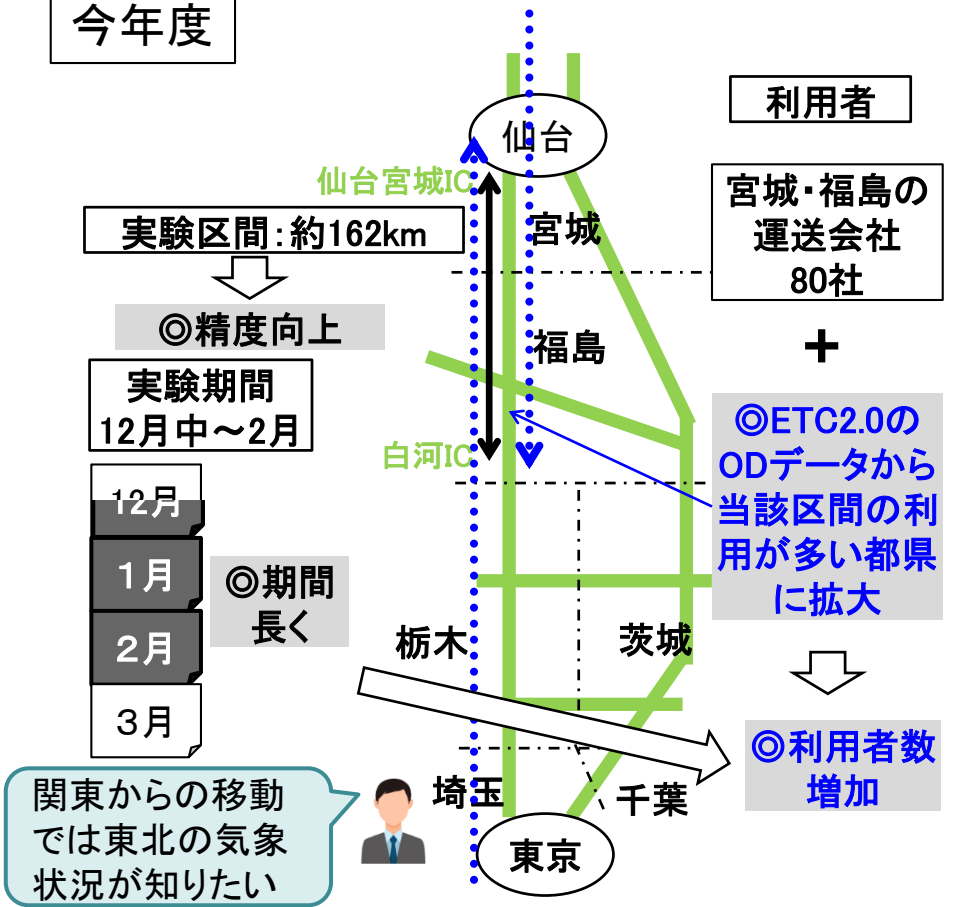 今年度
仙台
利用者
仙台宮城IC
宮城・福島の
運送会社
80社
実験区間：約162km
宮城
◎精度向上
福島
＋
実験期間
12月中～2月
白河IC
◎ETC2.0の
ODデータから
当該区間の利
用が多い都県
に拡大
12月
1月
2月
3月
◎期間
長く
栃木
茨城
◎利用者数
増加
埼玉
千葉
関東からの移動
では東北の気象
状況が知りたい
東京